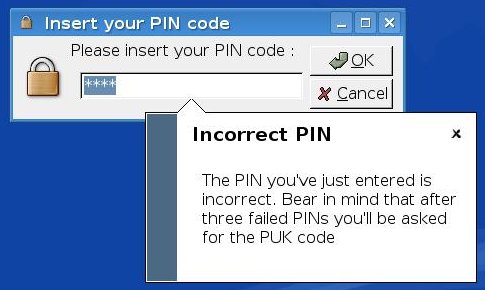 Insert your PIN code
Please insert your PIN code :
OK
****
Cancel
Incorrect PIN
The PIN you've just entered is
incorrect. Bear in mind that after
three failed PINs you'll be asked
for the PUK code